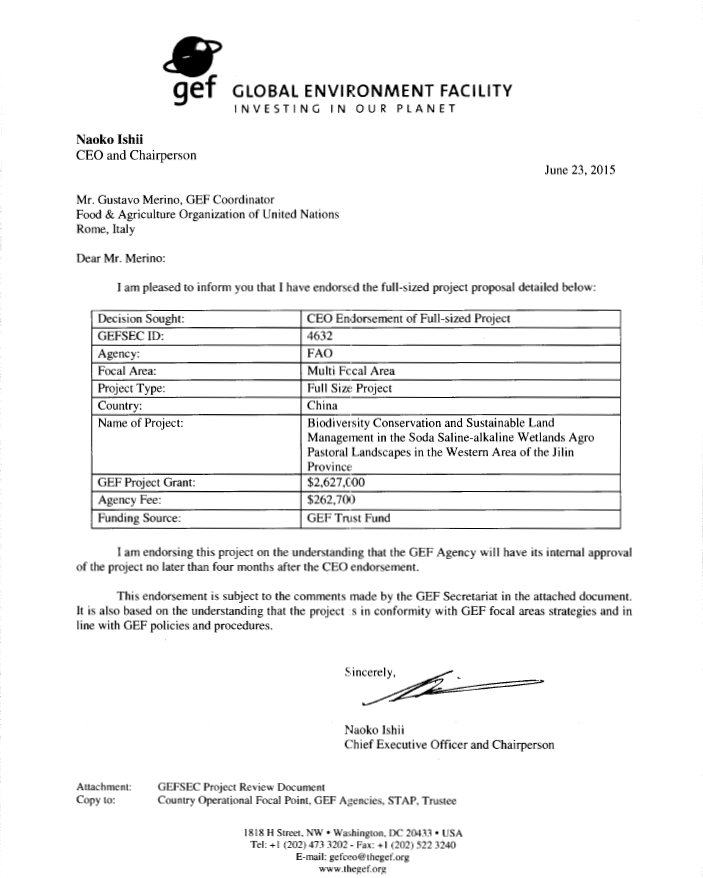 gef GLOBAL ENVIRONMENT FACILITY
INVESTING IN OUR PLANET
Naoko Ishii
CEO and Chairperson
June 23, 2015
Mr. Gustavo Merino, GEF Coordinator
Food & Agriculture Organization of United Nations
Rome, Italy
Dear Mr. Merino:
I am pleased to inform you that I have endorsed the full-sized project proposal detailed below:
Decision Sought: CEO Endorsement of Full-sized Project
GEFSEC ID: 4632
Agency: FAO
Focal Area: Multi Focal Area
Project Type: Full Size Project
Country: China
Name of Project: Biodiversity Conservation and Sustainable Land
Management in the Soda Saline-alkaline Wetlands Agro
Pastoral Landscapes in the Western Area of the Jilin
Province
GEF Project Grant: $2,627,000
Agency Fee: $262,700
Funding Source: GEF Trust Fund
I am endorsing this project on the understanding that the GEF Agency will have its internal approval
of the project no later than four months after the CEO endorsement.
This endorsement is subject to the comments made by the GEF Secretariat in the attached document.
It is also based on the understanding that the project s in conformity with GEF focal areas strategies and in
line with GEF policies and procedures.
Sincerely,
Naoko Ishii
Chief Executive Officer and Chairperson
Attachment: GEFSEC Project Review Document
Copy to: Country Operational Focal Point, GEF Agencies, STAP, Trustee
1818 H Street, NW • Washington, DC 20433 • USA
Tel: +1 (202) 473 3202 - Fax: +1 (202) 522 3240
E-mail: gefceo@thegef.org
www.thegef.org